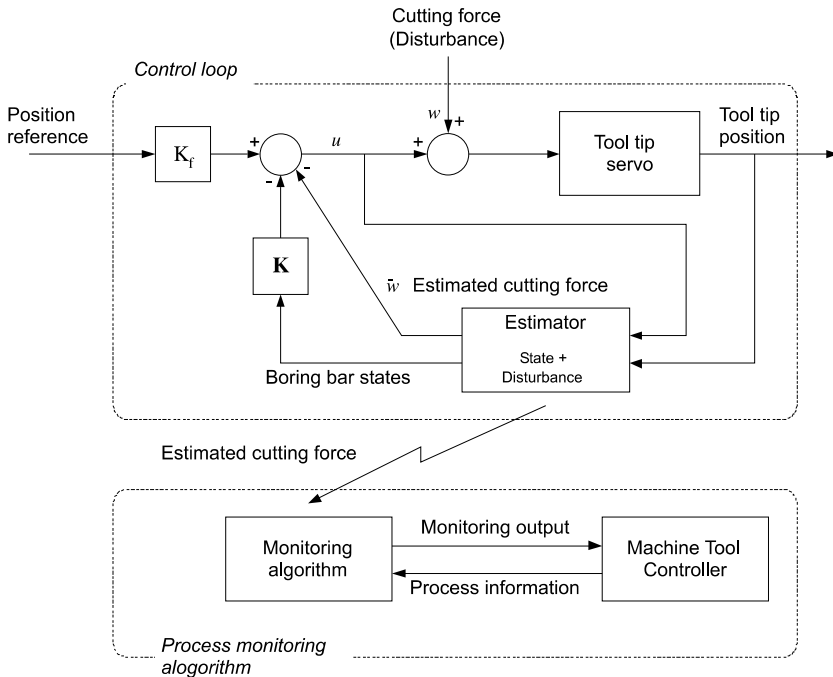 Cutting force
(Disturbance)
Control loop
Position
reference
w
+
Tool tip
position
K_f
+
u
+
Tool tip
servo
-
-
K
w̄ Estimated cutting force
Estimator
State +
Disturbance
Boring bar states
Estimated cutting force
Monitoring
algorithm
Monitoring output
Process information
Machine Tool
Controller
Process monitoring
alogorithm